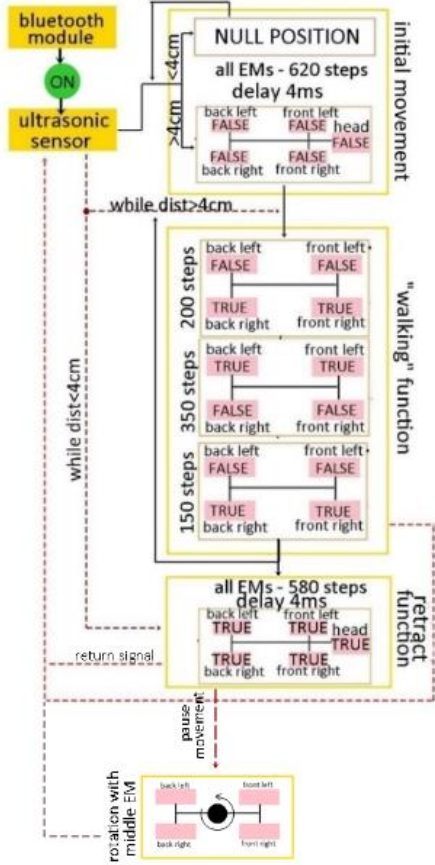 bluetooth
module
ON
ultrasonic
sensor
<4cm
>4cm
NULL POSITION
all EMs - 620 steps
delay 4ms
back left front left
FALSE FALSE head
FALSE
FALSE FALSE
back right front right
initial movement
while dist>4cm
back left front left
FALSE FALSE
TRUE TRUE
back right front right
200 steps
back left front left
TRUE TRUE
FALSE FALSE
back right front right
350 steps
back left front left
FALSE FALSE
TRUE TRUE
back right front right
150 steps
"walking" function
while dist<4cm
all EMs - 580 steps
delay 4ms
back left front left
TRUE TRUE head
TRUE
TRUE TRUE
back right front right
retract
function
return signal
pause
movement
back left front left
back right front right
rotation with
middle EM